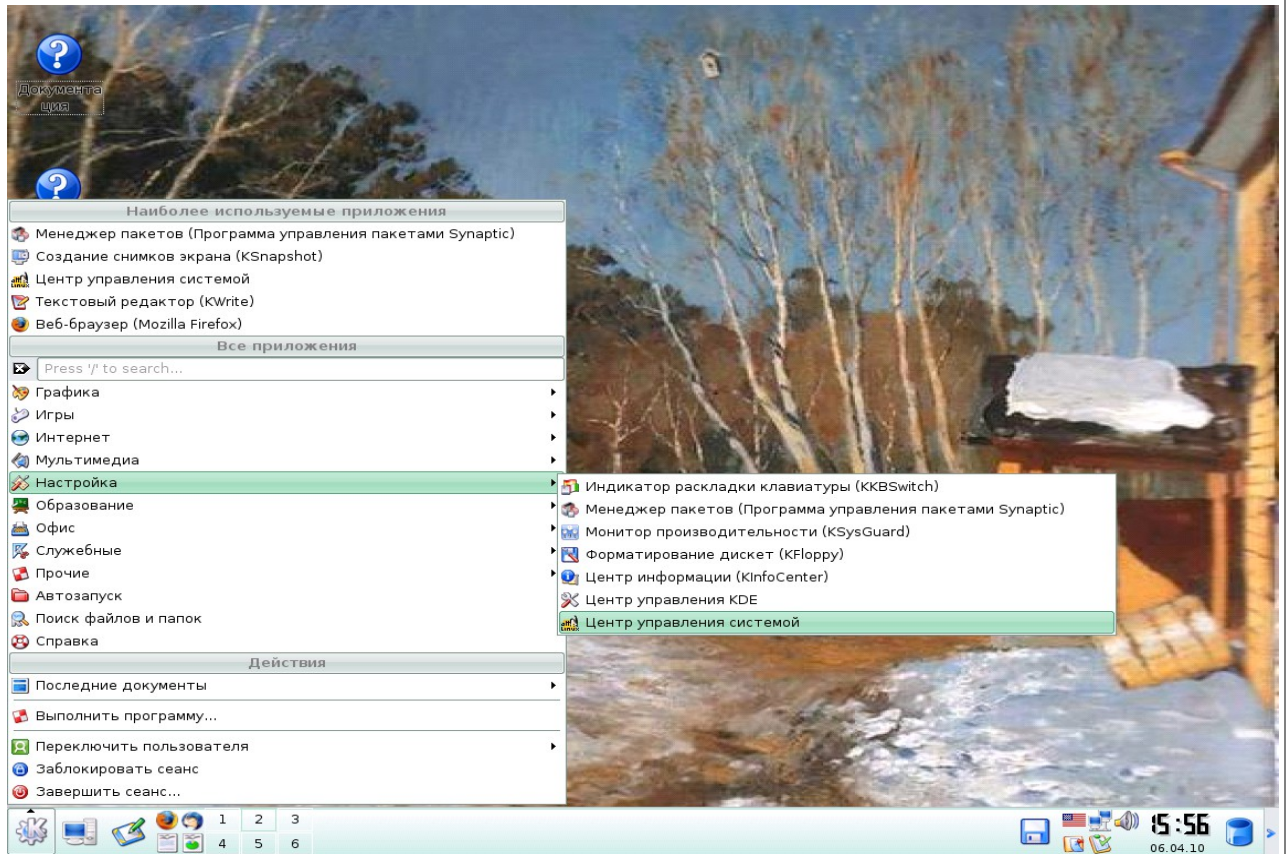 Документа
ция
Наиболее используемые приложения
Менеджер пакетов (Программа управления пакетами Synaptic)
Создание снимков экрана (KSnapshot)
Центр управления системой
Текстовый редактор (KWrite)
Веб-браузер (Mozilla Firefox)
Все приложения
Press '/' to search...
Графика
Игры
Интернет
Мультимедиа
Настройка
Индикатор раскладки клавиатуры (KKBSwitch)
Менеджер пакетов (Программа управления пакетами Synaptic)
Монитор производительности (KSysGuard)
Форматирование дискет (KFloppy)
Центр информации (KInfoCenter)
Центр управления KDE
Центр управления системой
Образование
Офис
Служебные
Прочие
Автозапуск
Поиск файлов и папок
Справка
Действия
Последние документы
Выполнить программу...
Переключить пользователя
Заблокировать сеанс
Завершить сеанс...
1 2 3
4 5 6
15:56
06.04.10